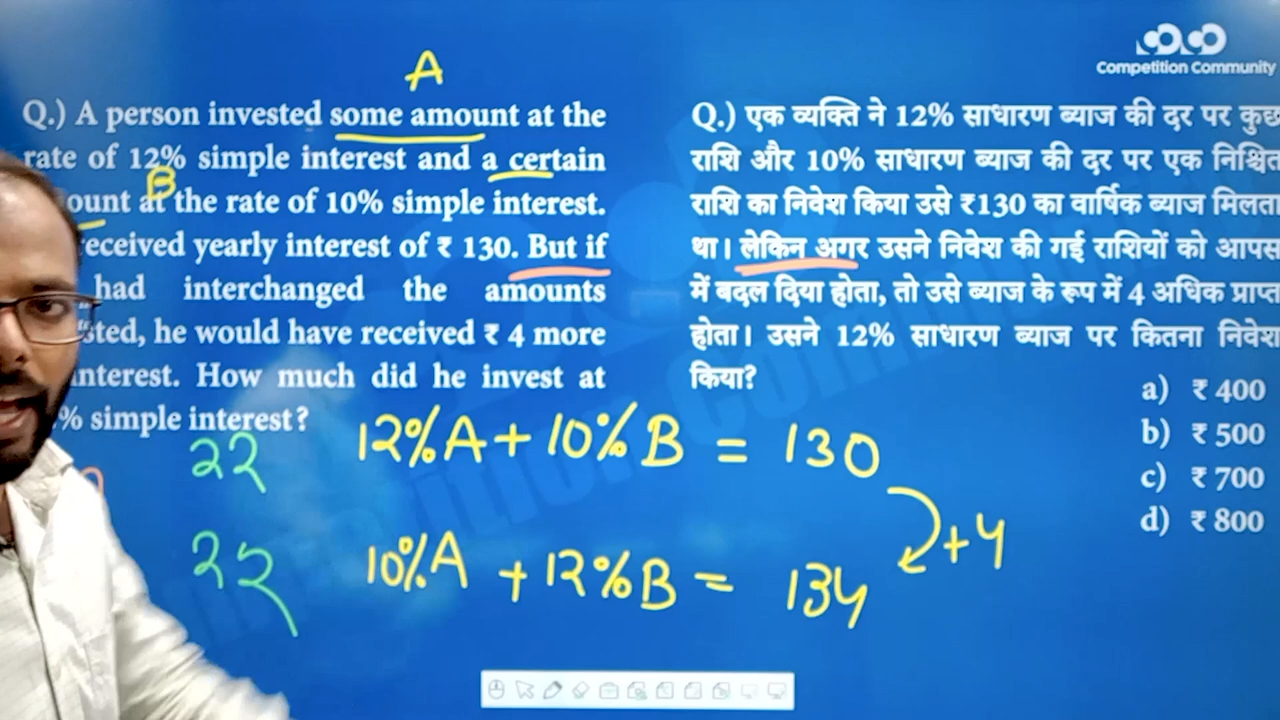 Competition Community
A
Q.) A person invested some amount at the
rate of 12% simple interest and a certain
B
ount at the rate of 10% simple interest.
eceived yearly interest of ₹ 130. But if
had interchanged the amounts
sted, he would have received ₹ 4 more
interest. How much did he invest at
% simple interest?
Q.) एक व्यक्ति ने 12% साधारण ब्याज की दर पर कुछ
राशि और 10% साधारण ब्याज की दर पर एक निश्चित
राशि का निवेश किया उसे ₹130 का वार्षिक ब्याज मिलता
था। लेकिन अगर उसने निवेश की गई राशियों को आपस
में बदल दिया होता, तो उसे ब्याज के रूप में 4 अधिक प्राप्त
होता। उसने 12% साधारण ब्याज पर कितना निवेश
किया?
a) ₹ 400
b) ₹ 500
c) ₹ 700
d) ₹ 800
12%A + 10%B = 130
+4
10%A + 12%B = 134